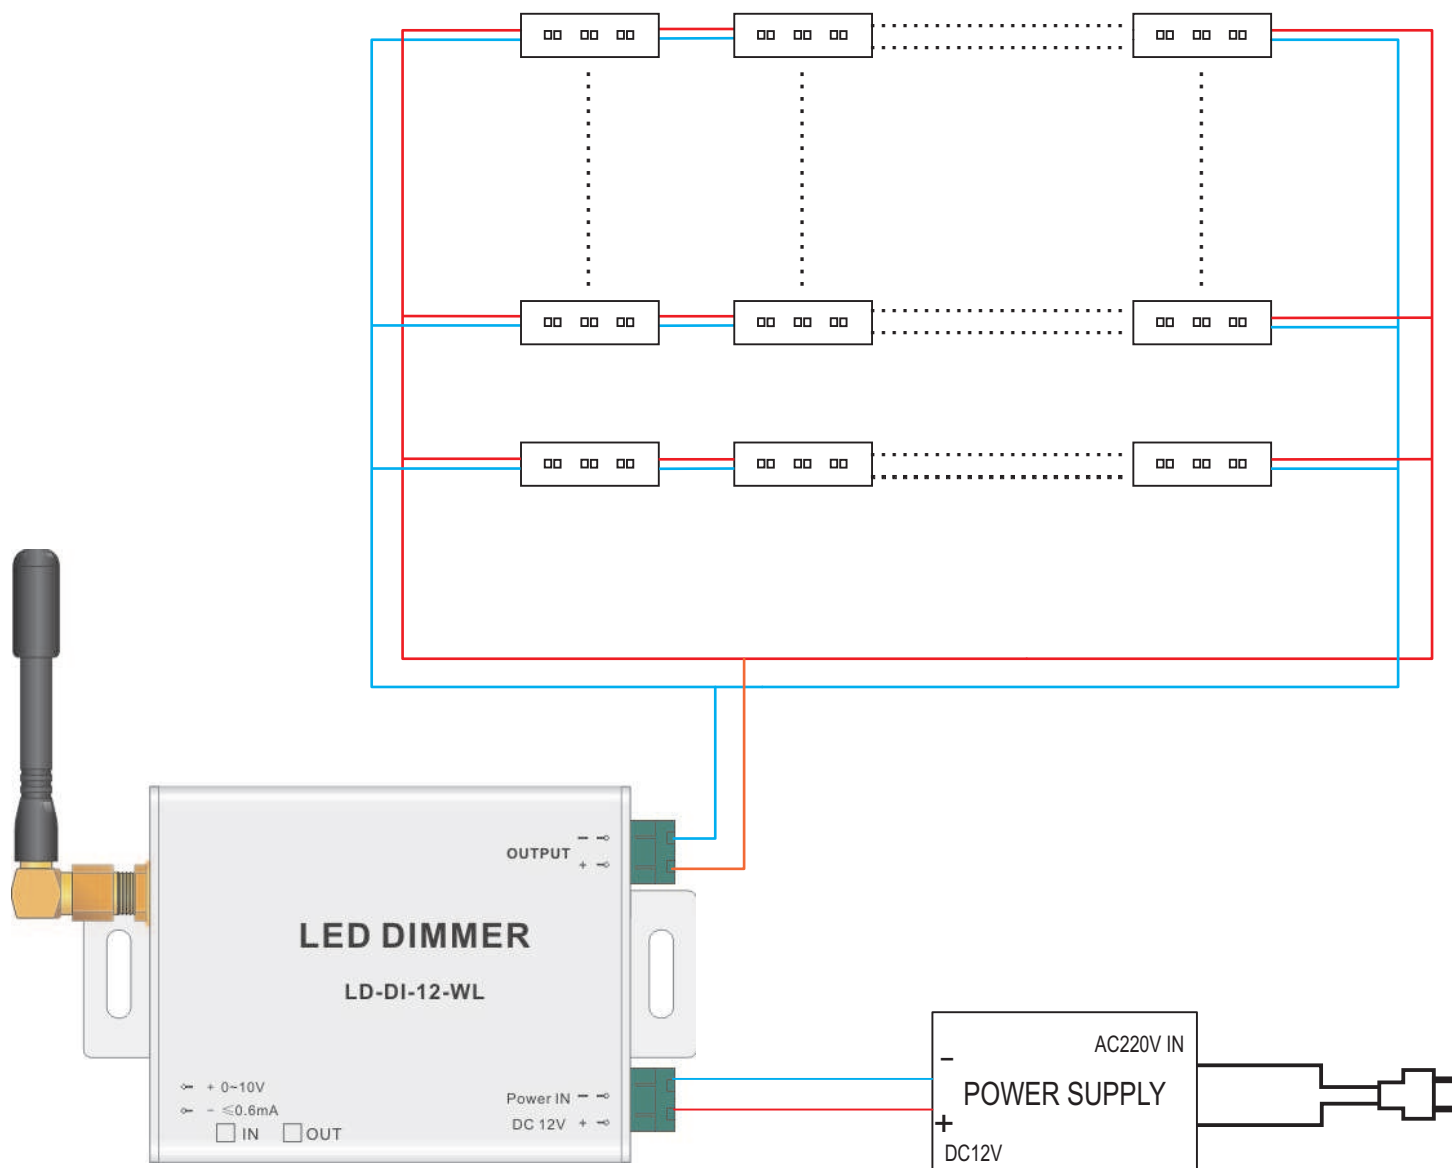 OUTPUT
−
+
LED DIMMER
LD-DI-12-WL
+ 0~10V
− ≤0.6mA
IN OUT
Power IN −
DC 12V +
AC220V IN
−
POWER SUPPLY
+
DC12V